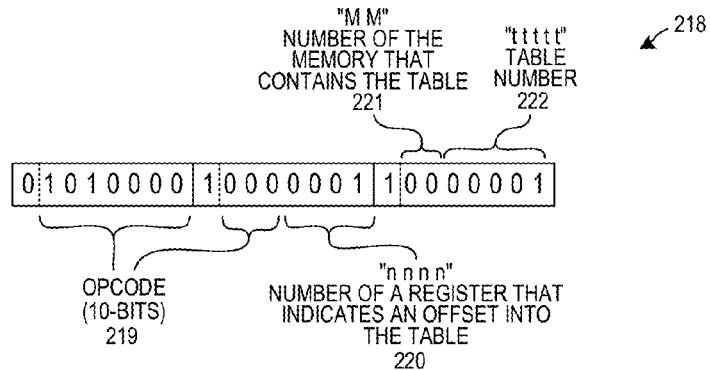 218
"M M"
NUMBER OF THE
MEMORY THAT
CONTAINS THE TABLE
221
"t t t t t"
TABLE
NUMBER
222
0 1 0 1 0 0 0 0 1 0 0 0 0 0 0 1 1 0 0 0 0 0 0 1
OPCODE
(10-BITS)
219
"n n n n"
NUMBER OF A REGISTER THAT
INDICATES AN OFFSET INTO
THE TABLE
220